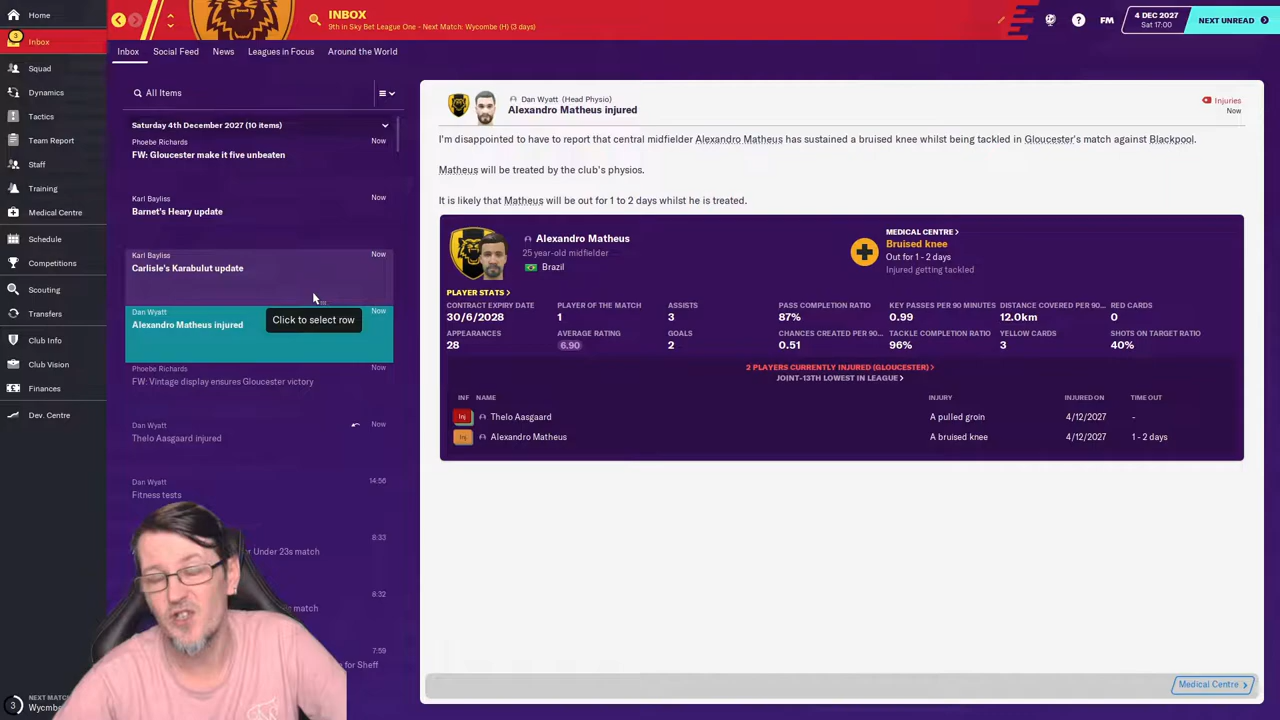 INBOX
9th in Sky Bet League One - Next Match: Wycombe (H) (3 days)
FM
4 DEC 2027
Sat 17:00
NEXT UNREAD
Home
3
Inbox
Squad
Dynamics
Tactics
Team Report
Staff
Training
Medical Centre
Schedule
Competitions
Scouting
Transfers
Club Info
Club Vision
Finances
Dev. Centre
3
NEXT MATCH
Inbox
Social Feed
News
Leagues in Focus
Around the World
All Items
Saturday 4th December 2027 (10 items)
Phoebe Richards
Now
FW: Gloucester make it five unbeaten
Karl Bayliss
Now
Barnet's Heary update
Karl Bayliss
Now
Carlisle's Karabulut update
Dan Wyatt
Now
Alexandro Matheus injured
Click to select row
Phoebe Richards
Now
FW: Vintage display ensures Gloucester victory
Dan Wyatt
Now
Thelo Aasgaard injured
Dan Wyatt
14:56
Fitness tests
8:33
Under 23s match
8:32
match
7:59
for Sheff
Dan Wyatt (Head Physio)
Alexandro Matheus injured
Injuries
Now
I'm disappointed to have to report that central midfielder Alexandro Matheus has sustained a bruised knee whilst being tackled in Gloucester's match against Blackpool.
Matheus will be treated by the club's physios.
It is likely that Matheus will be out for 1 to 2 days whilst he is treated.
Alexandro Matheus
25 year-old midfielder
Brazil
MEDICAL CENTRE
Bruised knee
Out for 1 - 2 days
Injured getting tackled
PLAYER STATS
CONTRACT EXPIRY DATE
30/6/2028
PLAYER OF THE MATCH
1
ASSISTS
3
PASS COMPLETION RATIO
87%
KEY PASSES PER 90 MINUTES
0.99
DISTANCE COVERED PER 90...
12.0km
RED CARDS
0
APPEARANCES
28
AVERAGE RATING
6.90
GOALS
2
CHANCES CREATED PER 90...
0.51
TACKLE COMPLETION RATIO
96%
YELLOW CARDS
3
SHOTS ON TARGET RATIO
40%
2 PLAYERS CURRENTLY INJURED (GLOUCESTER)
JOINT-13TH LOWEST IN LEAGUE
INF NAME INJURY INJURED ON TIME OUT
Inj Thelo Aasgaard A pulled groin 4/12/2027 -
Inj Alexandro Matheus A bruised knee 4/12/2027 1 - 2 days
Medical Centre